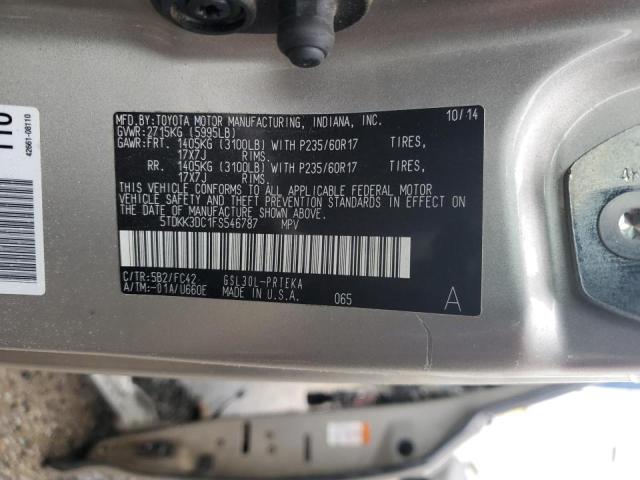 MFD.BY:TOYOTA MOTOR MANUFACTURING, INDIANA, INC. 10/14
GVWR:2715KG (5995LB)
GAWR:FRT. 1405KG (3100LB) WITH P235/60R17 TIRES,
17X7J RIMS.
RR. 1405KG (3100LB) WITH P235/60R17 TIRES,
17X7J RIMS.
THIS VEHICLE CONFORMS TO ALL APPLICABLE FEDERAL MOTOR
VEHICLE SAFETY AND THEFT PREVENTION STANDARDS IN EFFECT
ON THE DATE OF MANUFACTURE SHOWN ABOVE.
5TDKK3DC1FS546787 MPV
C/TR:5B2/FC42 GSL30L-PRTEKA
A/TM:-01A/U660E MADE IN U.S.A. 065 A
42661-08110